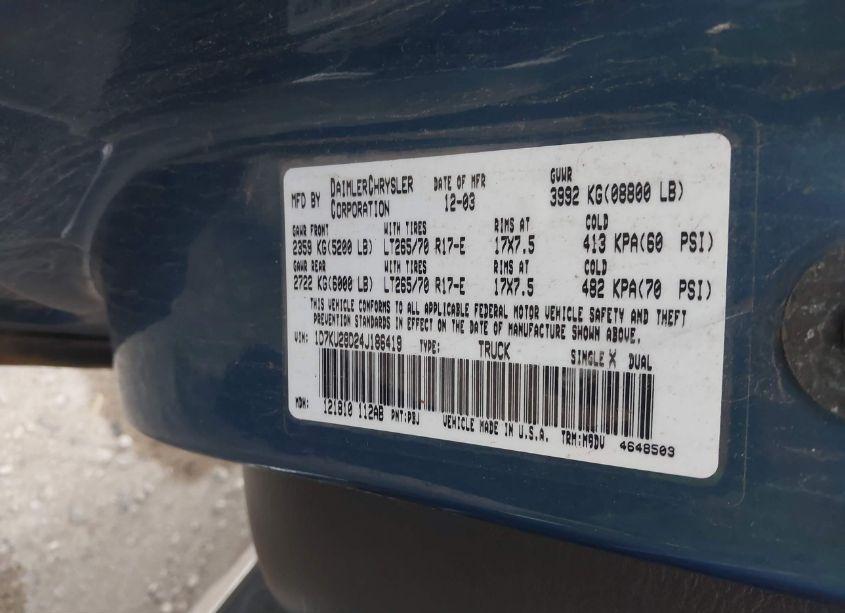 MFD BY DAIMLERCHRYSLER CORPORATION DATE OF MFR 12-03 GVWR 3992 KG(08800 LB)
GAWR FRONT WITH TIRES RIMS AT COLD
2359 KG(5200 LB) LT265/70 R17-E 17X7.5 413 KPA(60 PSI)
GAWR REAR WITH TIRES RIMS AT COLD
2722 KG(6000 LB) LT265/70 R17-E 17X7.5 482 KPA(70 PSI)
THIS VEHICLE CONFORMS TO ALL APPLICABLE FEDERAL MOTOR VEHICLE SAFETY AND THEFT
PREVENTION STANDARDS IN EFFECT ON THE DATE OF MANUFACTURE SHOWN ABOVE.
VIN: 1D7KU28D24J186419 TYPE: TRUCK SINGLE X DUAL
MDH: 121810 112AB PNT:PBJ VEHICLE MADE IN U.S.A. TRM:M9DV 4648503